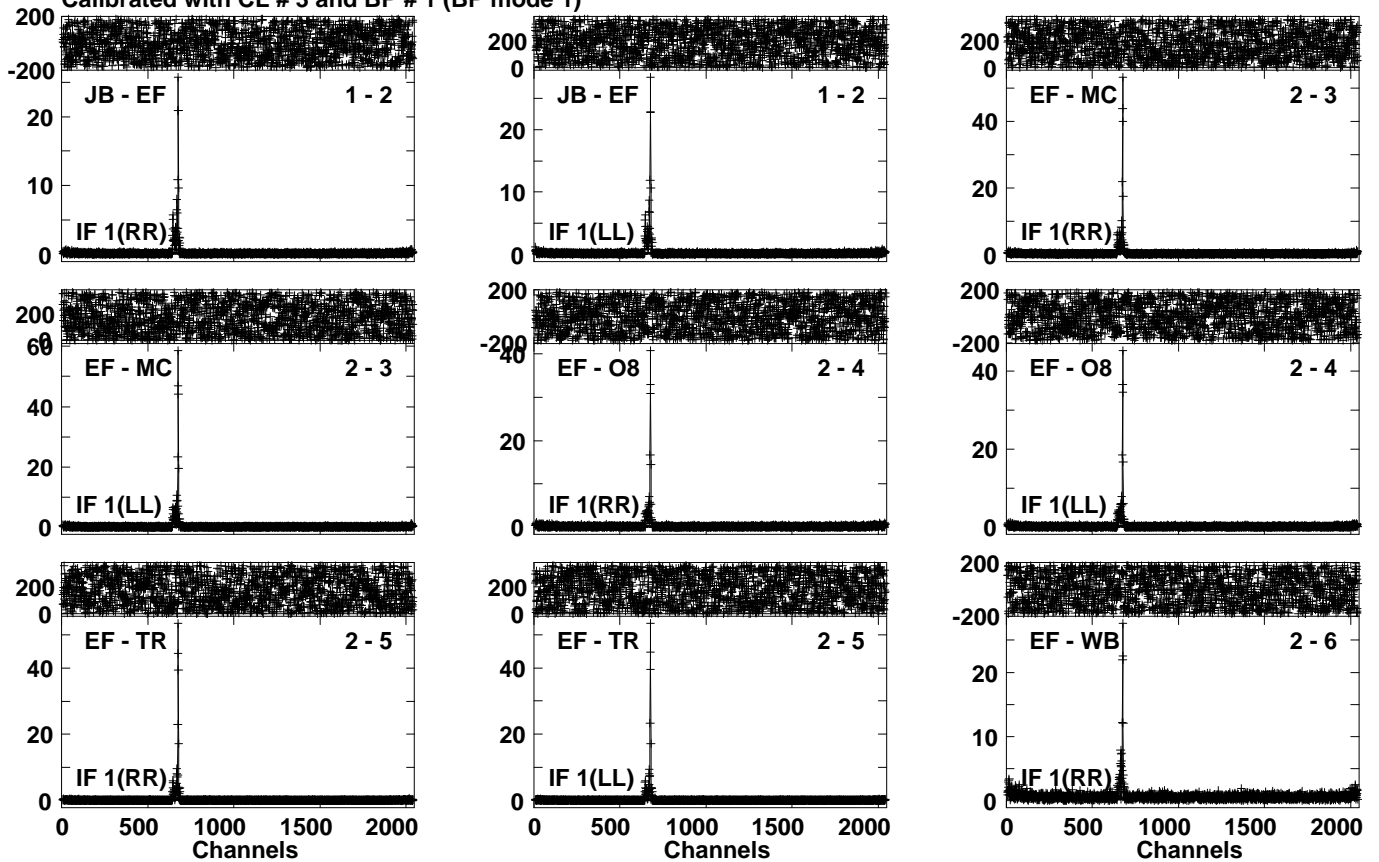 Calibrated with CL # 3 and BP # 1 (BP mode 1)
200
-200
JB - EF 1 - 2
20
10
IF 1(RR)
0
200
0
JB - EF 1 - 2
20
10
IF 1(LL)
0
200
0
EF - MC 2 - 3
40
20
IF 1(RR)
0
200
0
60
EF - MC 2 - 3
40
20
IF 1(LL)
0
200
-200
40
EF - O8 2 - 4
20
IF 1(RR)
0
200
-200
EF - O8 2 - 4
40
20
IF 1(LL)
0
200
0
EF - TR 2 - 5
40
20
IF 1(RR)
0
0 500 1000 1500 2000
Channels
200
0
EF - TR 2 - 5
40
20
IF 1(LL)
0
0 500 1000 1500 2000
Channels
200
-200
EF - WB 2 - 6
20
10
IF 1(RR)
0
0 500 1000 1500 2000
Channels